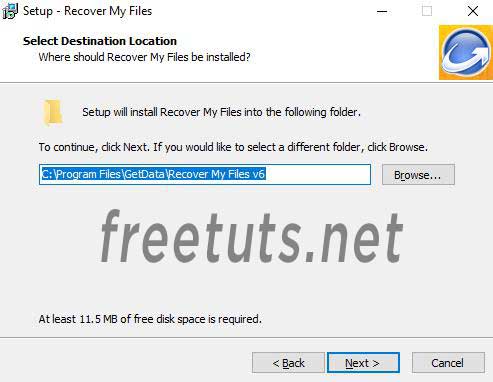 Setup - Recover My Files
Select Destination Location
Where should Recover My Files be installed?
Setup will install Recover My Files into the following folder.
To continue, click Next. If you would like to select a different folder, click Browse.
C:\Program Files\GetData\Recover My Files v6
Browse...
freetuts.net
At least 11.5 MB of free disk space is required.
< Back
Next >
Cancel